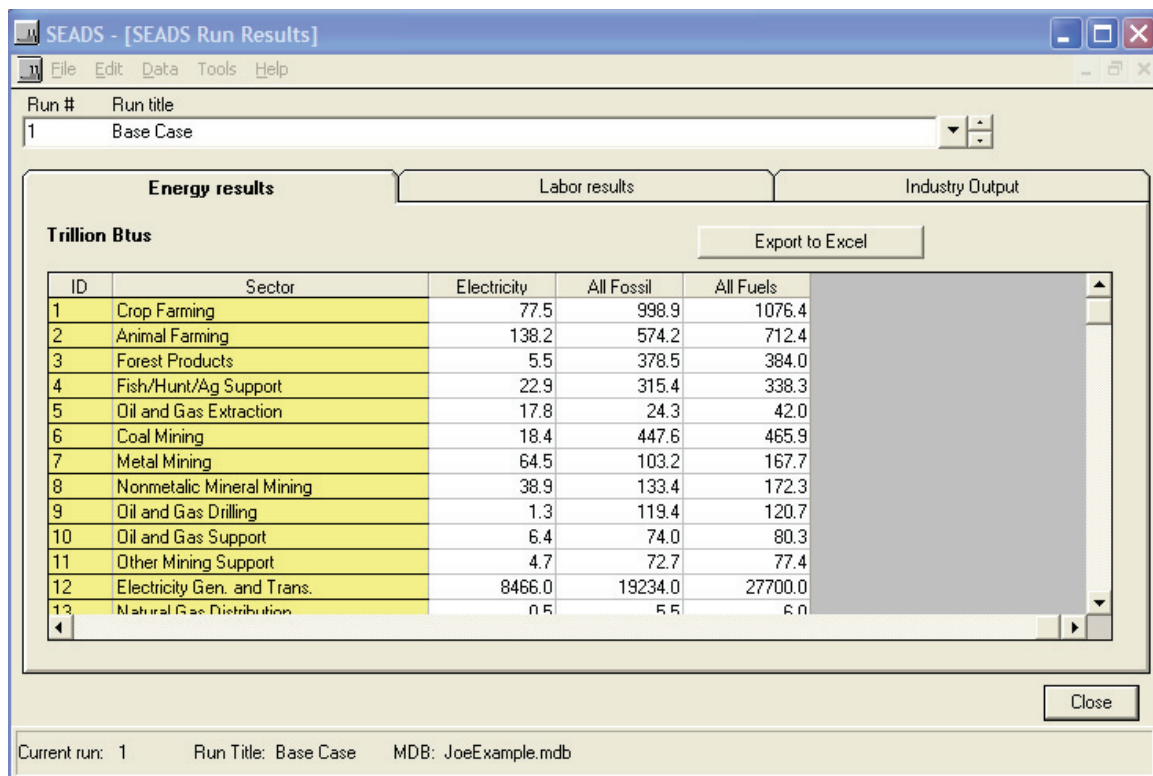 SEADS - [SEADS Run Results]
File Edit Data Tools Help
Run # Run title
1 Base Case
Energy results Labor results Industry Output
Trillion Btus Export to Excel
ID Sector Electricity All Fossil All Fuels
1 Crop Farming 77.5 998.9 1076.4
2 Animal Farming 138.2 574.2 712.4
3 Forest Products 5.5 378.5 384.0
4 Fish/Hunt/Ag Support 22.9 315.4 338.3
5 Oil and Gas Extraction 17.8 24.3 42.0
6 Coal Mining 18.4 447.6 465.9
7 Metal Mining 64.5 103.2 167.7
8 Nonmetalic Mineral Mining 38.9 133.4 172.3
9 Oil and Gas Drilling 1.3 119.4 120.7
10 Oil and Gas Support 6.4 74.0 80.3
11 Other Mining Support 4.7 72.7 77.4
12 Electricity Gen. and Trans. 8466.0 19234.0 27700.0
13 Natural Gas Distribution 0.5 5.5 6.0
Close
Current run: 1 Run Title: Base Case MDB: JoeExample.mdb